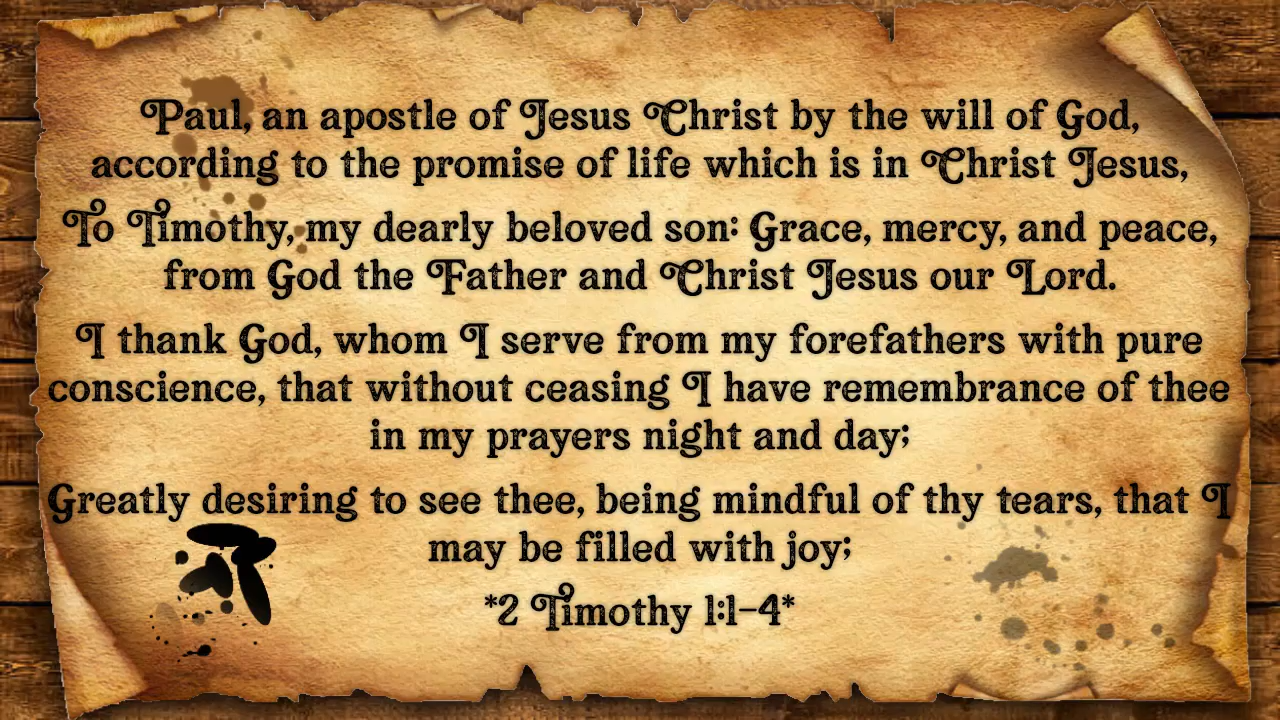 Paul, an apostle of Jesus Christ by the will of God,
according to the promise of life which is in Christ Jesus,
To Timothy, my dearly beloved son: Grace, mercy, and peace,
from God the Father and Christ Jesus our Lord.
I thank God, whom I serve from my forefathers with pure
conscience, that without ceasing I have remembrance of thee
in my prayers night and day;
Greatly desiring to see thee, being mindful of thy tears, that I
may be filled with joy;
*2 Timothy 1:1-4*